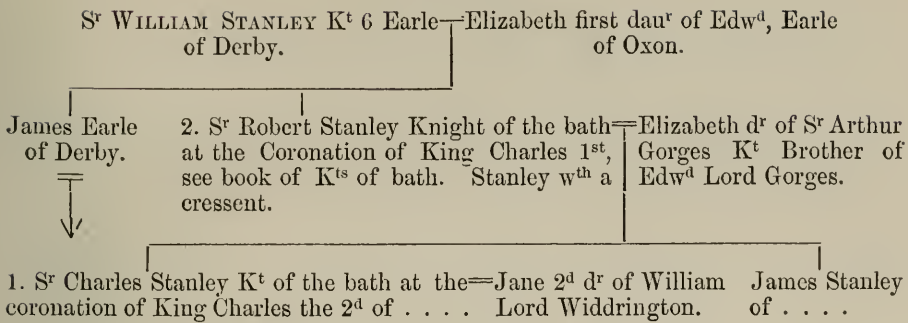 Sʳ WILLIAM STANLEY Kᵗ 6 Earle of Derby.
Elizabeth first dauʳ of Edwᵈ, Earle of Oxon.
James Earle
of Derby.
2. Sʳ Robert Stanley Knight of the bath
at the Coronation of King Charles 1ˢᵗ,
see book of Kᵗˢ of bath. Stanley wᵗʰ a
cressent.
Elizabeth dʳ of Sʳ Arthur
Gorges Kᵗ Brother of
Edwᵈ Lord Gorges.
1. Sʳ Charles Stanley Kᵗ of the bath at the
coronation of King Charles the 2ᵈ of . . . .
Jane 2ᵈ dʳ of William
Lord Widdrington.
James Stanley
of . . . .